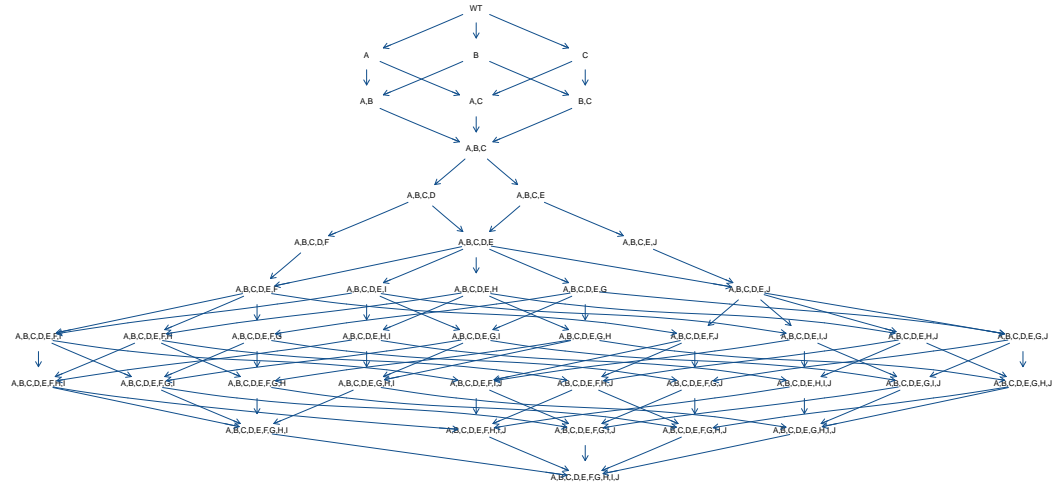 WT
A B C
A,B A,C B,C
A,B,C
A,B,C,D A,B,C,E
A,B,C,D,F A,B,C,D,E A,B,C,E,J
A,B,C,D,E,F A,B,C,D,E,I A,B,C,D,E,H A,B,C,D,E,G A,B,C,D,E,J
A,B,C,D,E,F,I A,B,C,D,E,F,H A,B,C,D,E,F,G A,B,C,D,E,H,I A,B,C,D,E,G,I A,B,C,D,E,G,H A,B,C,D,E,F,J A,B,C,D,E,I,J A,B,C,D,E,H,J A,B,C,D,E,G,J
A,B,C,D,E,F,H,I A,B,C,D,E,F,G,I A,B,C,D,E,F,G,H A,B,C,D,E,G,H,I A,B,C,D,E,F,I,J A,B,C,D,E,F,H,J A,B,C,D,E,F,G,J A,B,C,D,E,H,I,J A,B,C,D,E,G,I,J A,B,C,D,E,G,H,J
A,B,C,D,E,F,G,H,I A,B,C,D,E,F,H,I,J A,B,C,D,E,F,G,I,J A,B,C,D,E,F,G,H,J A,B,C,D,E,G,H,I,J
A,B,C,D,E,F,G,H,I,J